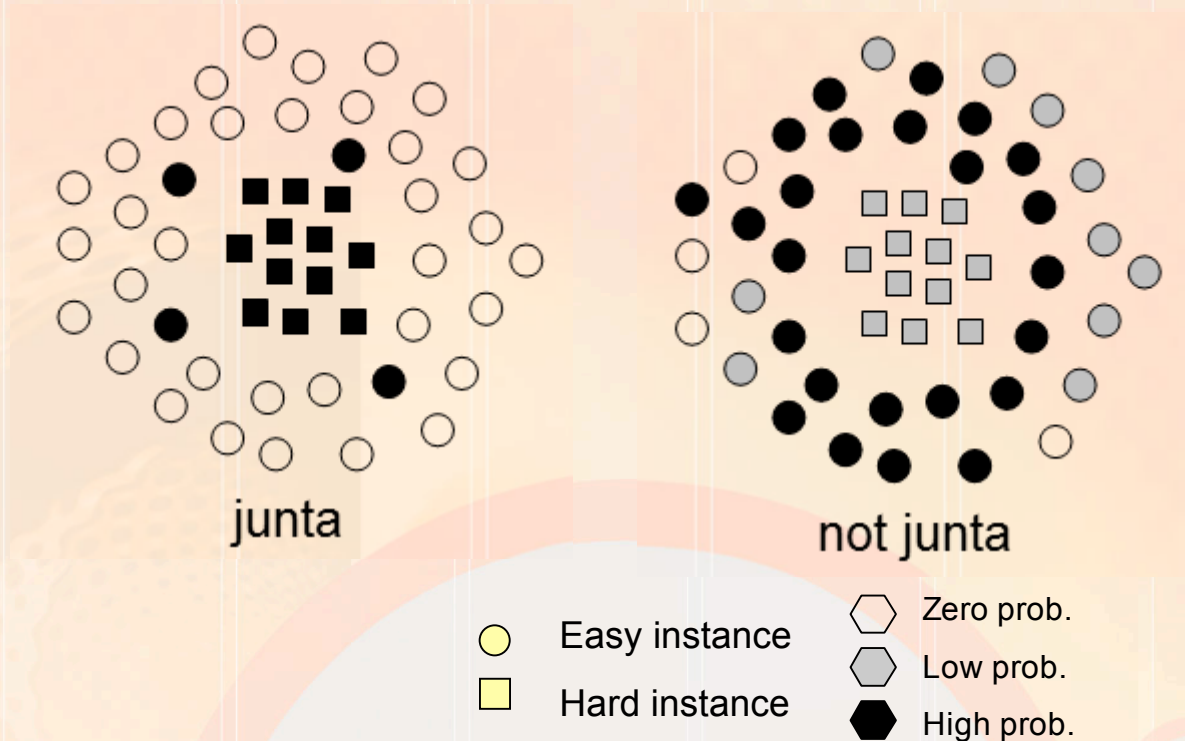 junta
not junta
Easy instance
Hard instance
Zero prob.
Low prob.
High prob.